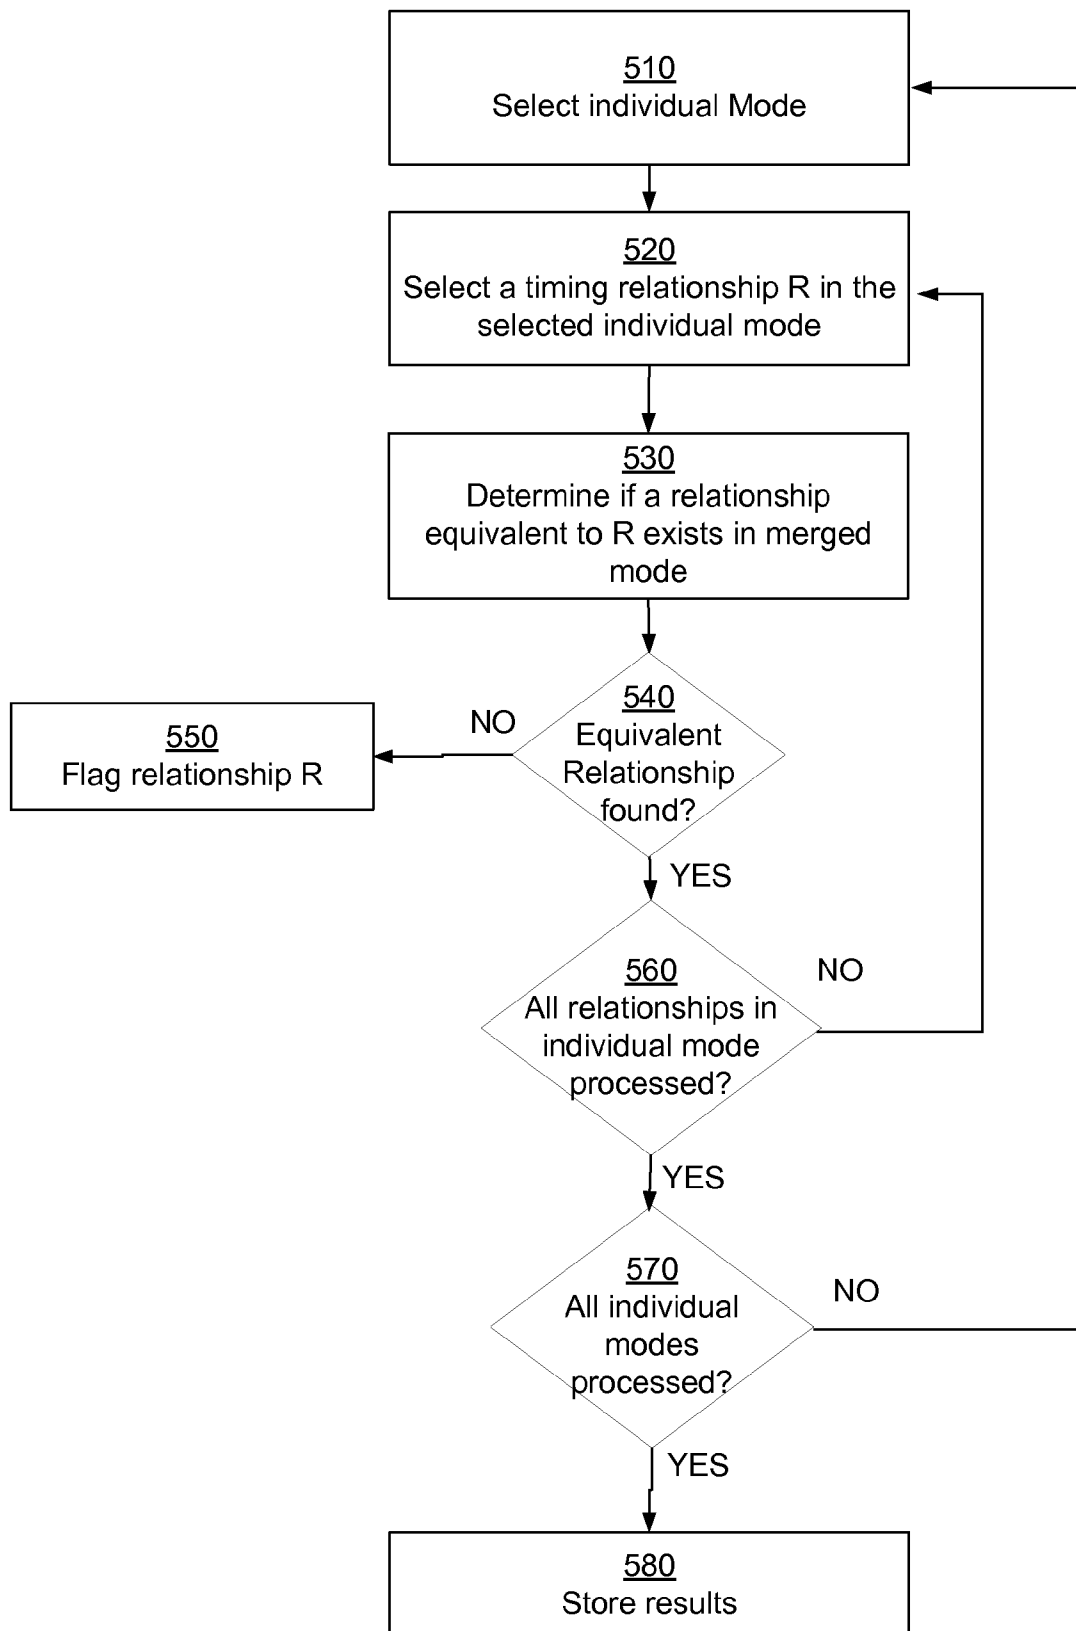 510
Select individual Mode
520
Select a timing relationship R in the
selected individual mode
530
Determine if a relationship
equivalent to R exists in merged
mode
540
Equivalent
Relationship
found?
NO
550
Flag relationship R
YES
560
All relationships in
individual mode
processed?
NO
YES
570
All individual
modes
processed?
NO
YES
580
Store results